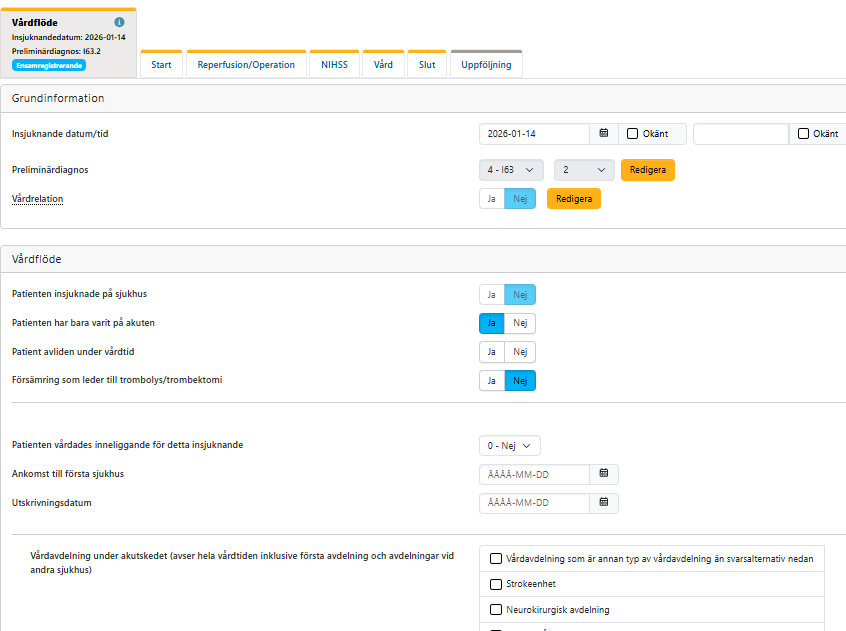 Vårdflöde
Insjuknandedatum: 2026-01-14
Preliminärdiagnos: I63.2
Ensamregistrerande
Start
Reperfusion/Operation
NIHSS
Vård
Slut
Uppföljning
Grundinformation
Insjuknande datum/tid
2026-01-14
Okänt
Okänt
Preliminärdiagnos
4 - I63
2
Redigera
Vårdrelation
Ja Nej
Redigera
Vårdflöde
Patienten insjuknade på sjukhus
Ja Nej
Patienten har bara varit på akuten
Ja Nej
Patient avliden under vårdtid
Ja Nej
Försämring som leder till trombolys/trombektomi
Ja Nej
Patienten vårdades inneliggande för detta insjuknande
0 - Nej
Ankomst till första sjukhus
ÅÅÅÅ-MM-DD
Utskrivningsdatum
ÅÅÅÅ-MM-DD
Vårdavdelning under akutskedet (avser hela vårdtiden inklusive första avdelning och avdelningar vid
andra sjukhus)
Vårdavdelning som är annan typ av vårdavdelning än svarsalternativ nedan
Strokeenhet
Neurokirurgisk avdelning